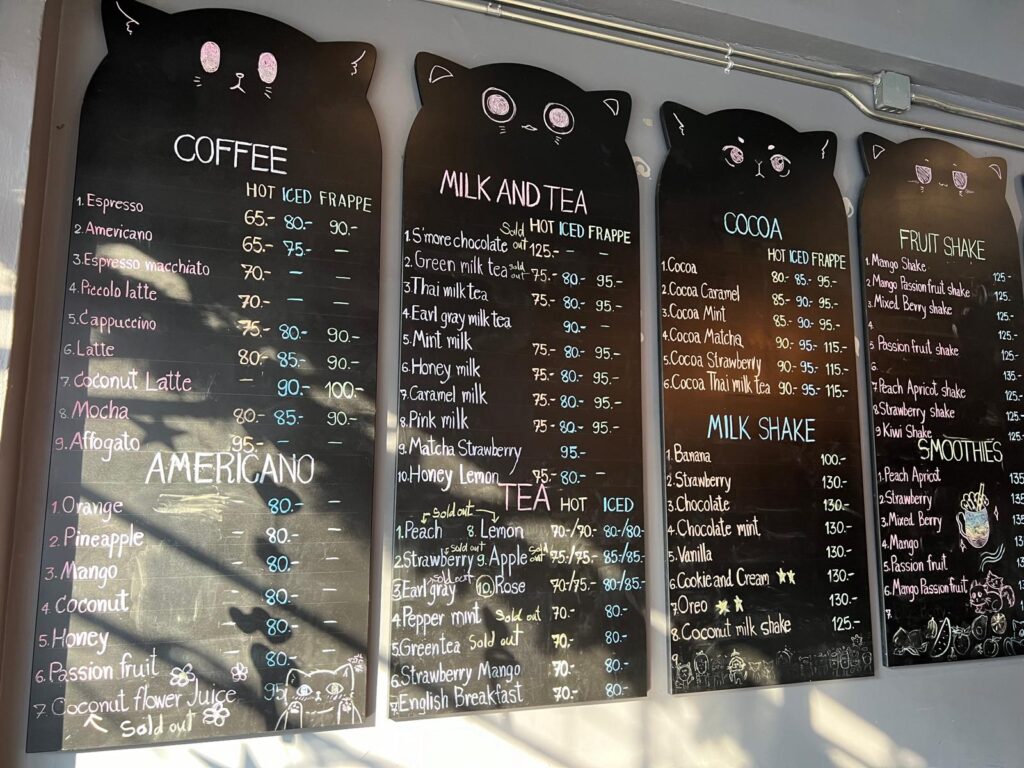 COFFEE
HOT ICED FRAPPE
1. Espresso 65.- 80.- 90.-
2. Americano 65.- 75.- —
3. Espresso macchiato 70.- — —
4. Piccolo latte 70.- — —
5. Cappuccino 75.- 80.- 90.-
6. Latte 80.- 85.- 90.-
7. Coconut Latte — 90.- 100.-
8. Mocha 80.- 85.- 90.-
9. Affogato 95.- — —
AMERICANO
1. Orange 80.- —
2. Pineapple 80.- —
3. Mango 80.- —
4. Coconut 80.- —
5. Honey 80.- —
6. Passion fruit 80.-
7. Coconut flower Juice 95
Sold out
MILK AND TEA
HOT ICED FRAPPE
1. S'more chocolate Sold out 125.- — —
2. Green milk tea sold out 75.- 80.- 95.-
3. Thai milk tea 75.- 80.- 95.-
4. Earl gray milk tea 90.- —
5. Mint milk 75.- 80.- 95.-
6. Honey milk 75.- 80.- 95.-
7. Caramel milk 75.- 80.- 95.-
8. Pink milk 75.- 80.- 95.-
9. Matcha Strawberry 95.-
10. Honey Lemon 75.- 80.- —
TEA HOT ICED
sold out
1. Peach 8. Lemon 70-/70- 80-/80-
sold out
2. Strawberry 9. Apple Sold out 75-/75.- 85-/85.-
sold out
3. Earl gray 10 Rose 70-/75.- 80-/85.-
4. Pepper mint Sold out 70.- 80.-
5. Green tea Sold out 70.- 80.-
6. Strawberry Mango 70.- 80.-
7. English Breakfast 70.- 80.-
COCOA
HOT ICED FRAPPE
1. Cocoa 80.- 85.- 90.-
2. Cocoa Caramel 85.- 90.- 95.-
3. Cocoa Mint 85.- 90.- 95.-
4. Cocoa Matcha 90.- 95.- 115.-
5. Cocoa Strawberry 90.- 95.- 115.-
6. Cocoa Thai milk tea 90.- 95.- 115.-
MILK SHAKE
1. Banana 100.-
2. Strawberry 130.-
3. Chocolate 130.-
4. Chocolate mint 130.-
5. Vanilla 130.-
6. Cookie and Cream 130.-
7. Oreo 130.-
8. Coconut milk shake 125.-
9
FRUIT SHAKE
1. Mango Shake 125.-
2. Mango Passion fruit shake 125.-
3. Mixed Berry shake 125.-
4.
5. Passion fruit shake 125.-
6. 135.-
7. Peach Apricot shake 125.-
8. Strawberry shake 125.-
9 Kiwi Shake 125.-
SMOOTHIES
1. Peach Apricot 135
2. Strawberry 135
3. Mixed Berry 13
4. Mango 13
5. Passion fruit 13
6. Mango Passion fruit
7.